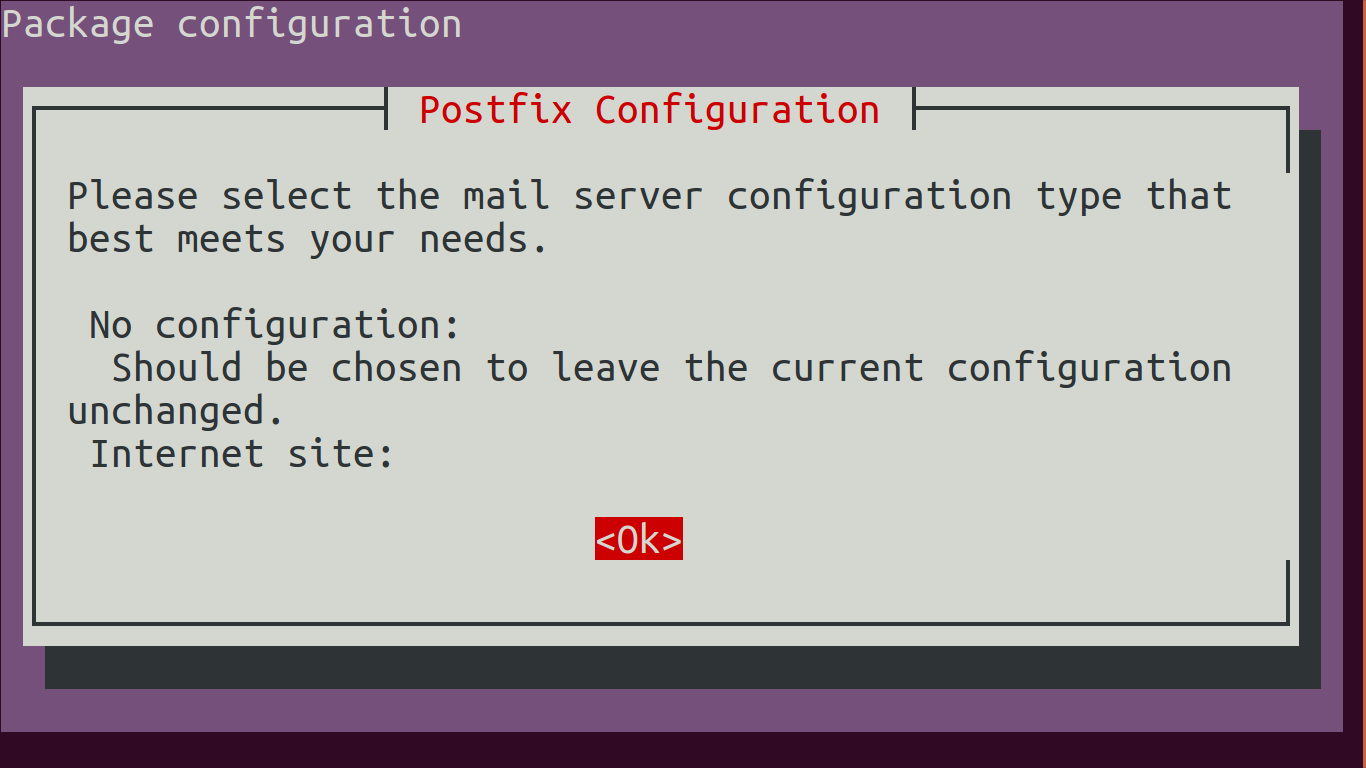 Package configuration
Postfix Configuration
Please select the mail server configuration type that
best meets your needs.
No configuration:
Should be chosen to leave the current configuration
unchanged.
Internet site:
<Ok>